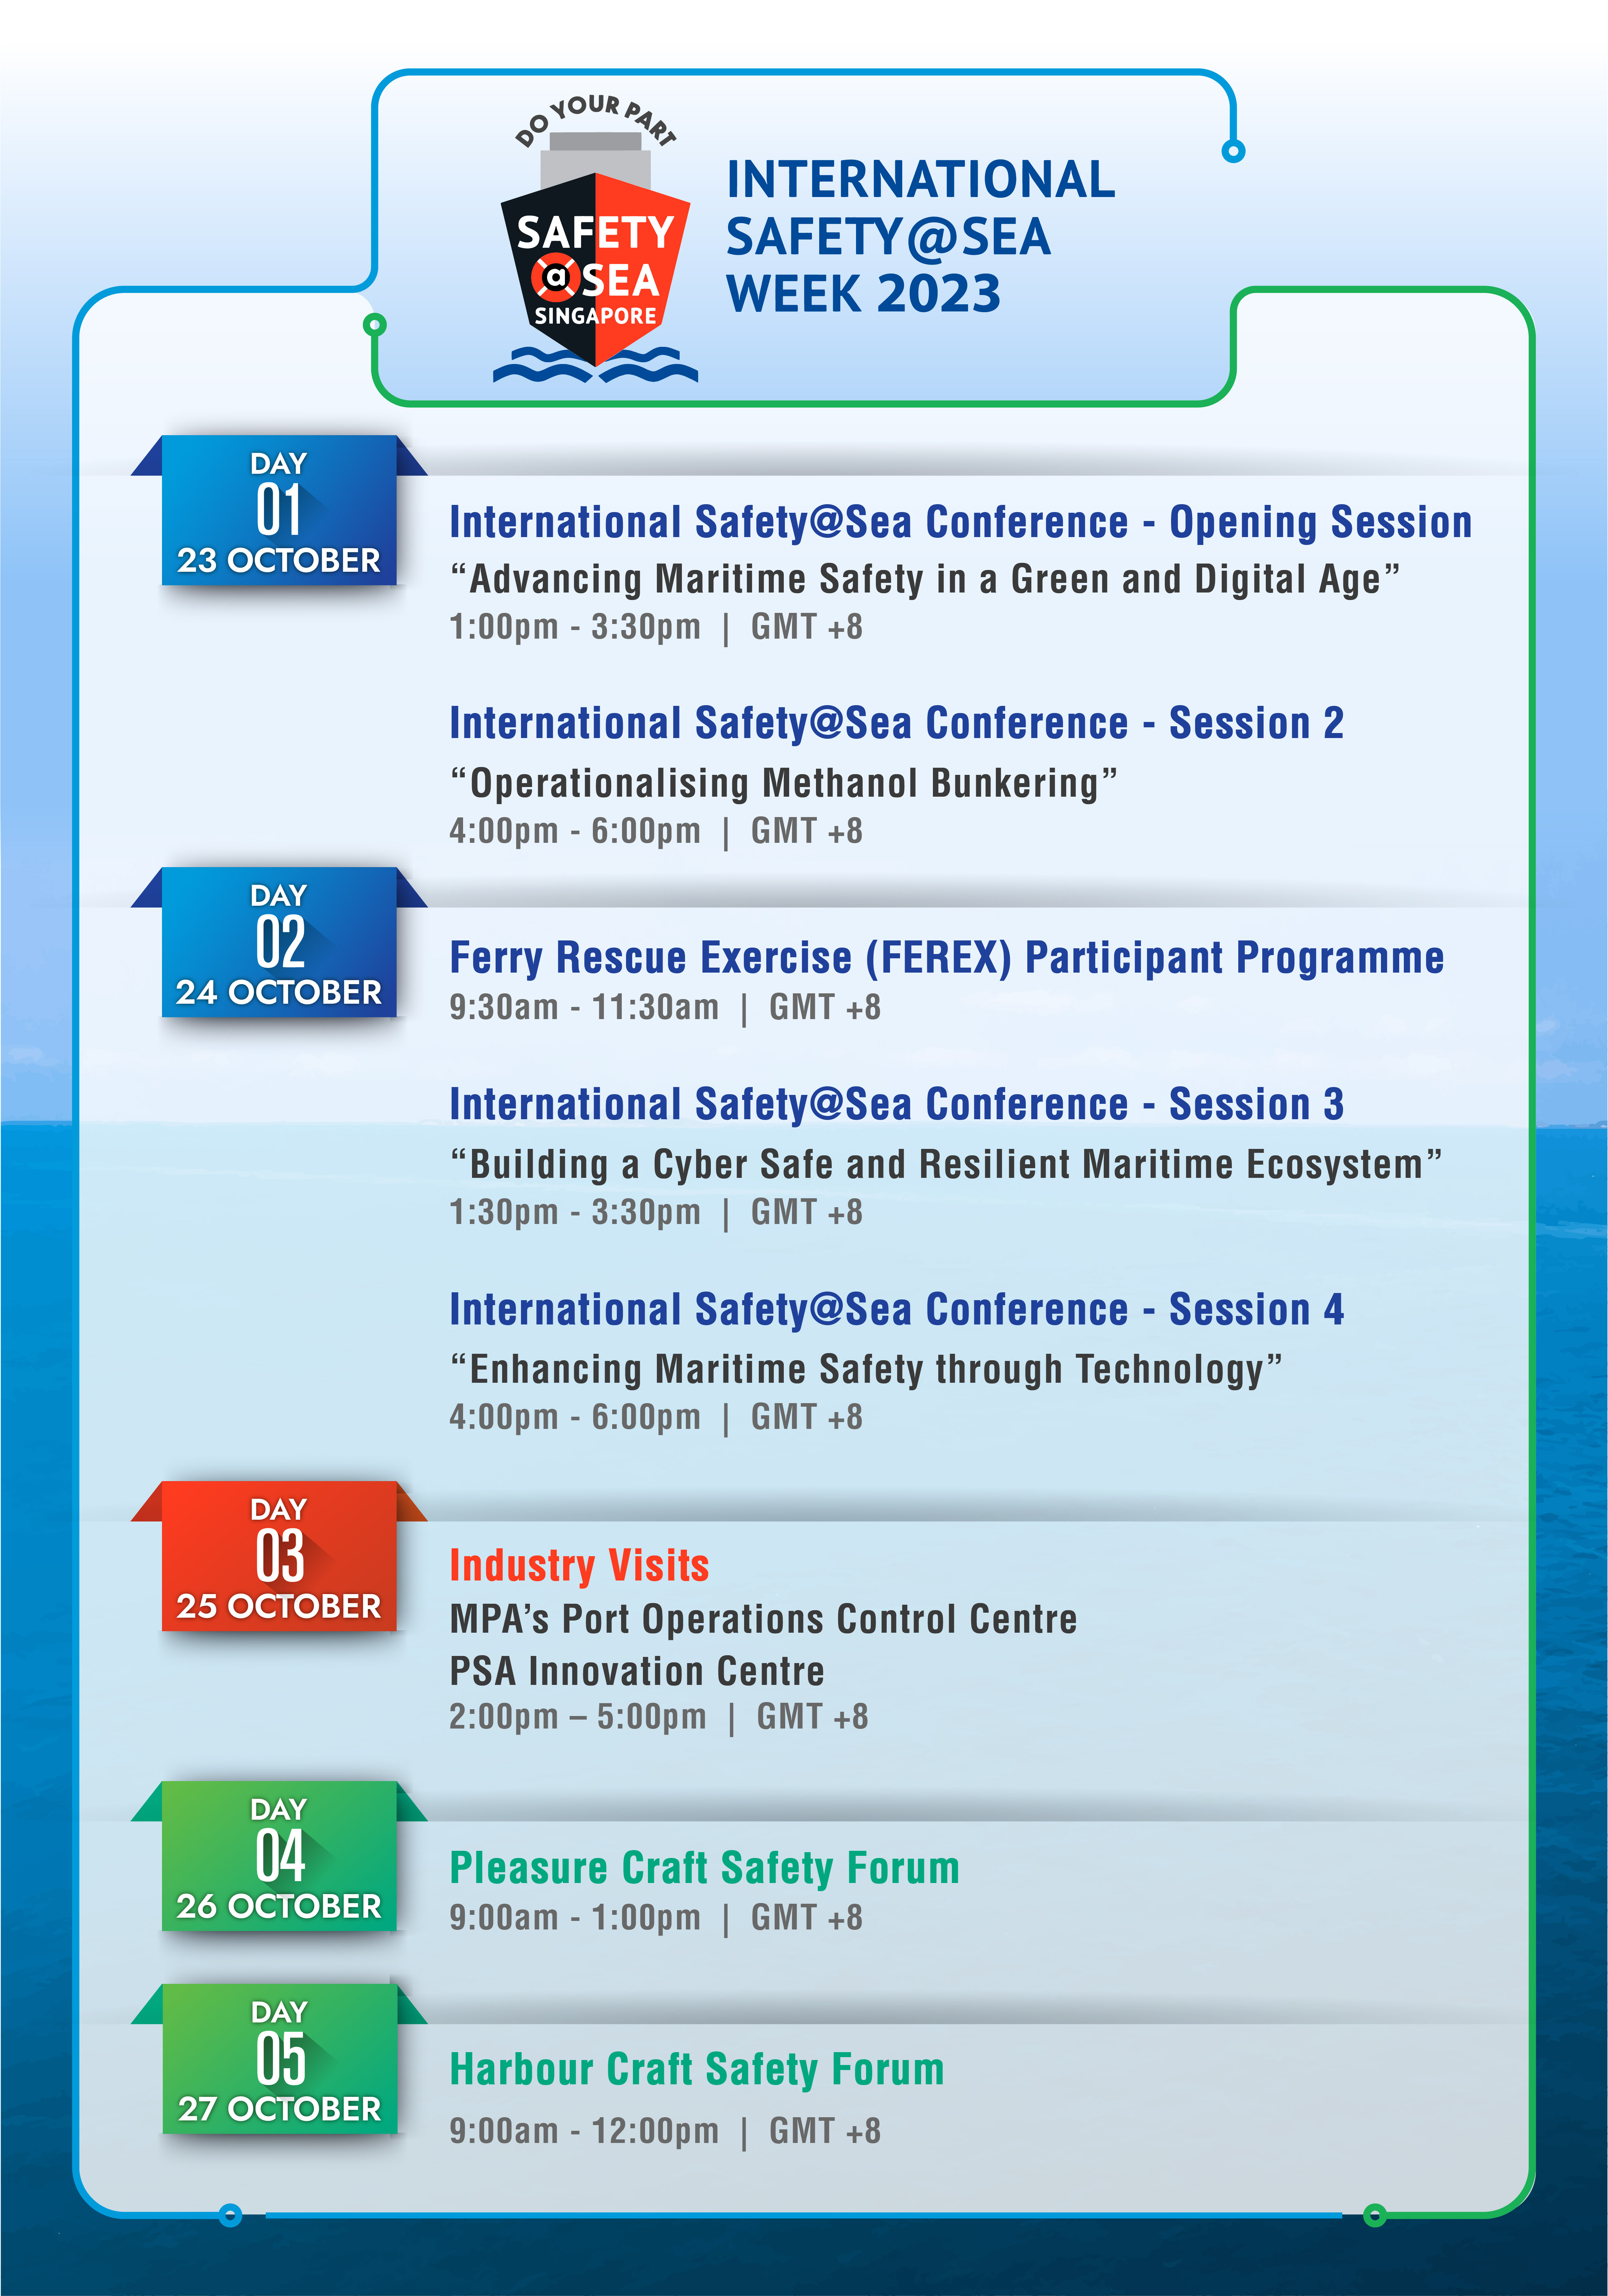 DO YOUR PART
SAFETY
@ SEA
SINGAPORE
INTERNATIONAL
SAFETY@SEA
WEEK 2023
DAY
01
23 OCTOBER
International Safety@Sea Conference - Opening Session
“Advancing Maritime Safety in a Green and Digital Age”
1:00pm - 3:30pm | GMT +8
International Safety@Sea Conference - Session 2
“Operationalising Methanol Bunkering”
4:00pm - 6:00pm | GMT +8
DAY
02
24 OCTOBER
Ferry Rescue Exercise (FEREX) Participant Programme
9:30am - 11:30am | GMT +8
International Safety@Sea Conference - Session 3
“Building a Cyber Safe and Resilient Maritime Ecosystem”
1:30pm - 3:30pm | GMT +8
International Safety@Sea Conference - Session 4
“Enhancing Maritime Safety through Technology”
4:00pm - 6:00pm | GMT +8
DAY
03
25 OCTOBER
Industry Visits
MPA’s Port Operations Control Centre
PSA Innovation Centre
2:00pm – 5:00pm | GMT +8
DAY
04
26 OCTOBER
Pleasure Craft Safety Forum
9:00am - 1:00pm | GMT +8
DAY
05
27 OCTOBER
Harbour Craft Safety Forum
9:00am - 12:00pm | GMT +8